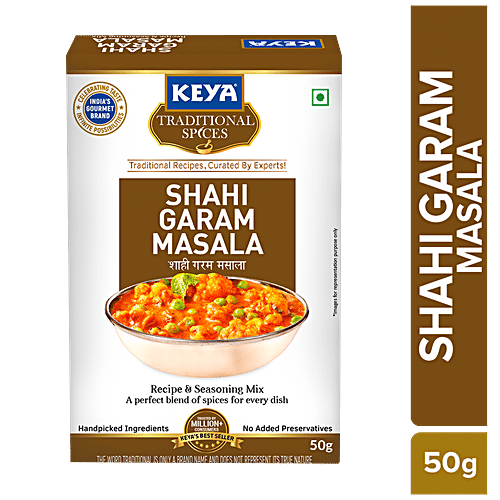 SHAHI
GARAM
MASALA
KEYA
CELEBRATING TASTE
INDIA'S
GOURMET
BRAND
INFINITE POSSIBILITIES
KEYA
TRADITIONAL
SPICES
Traditional Recipes, Curated By Experts!
SHAHI
GARAM
MASALA
शाही गरम मसाला
*Images for representation purpose only
Recipe & Seasoning Mix
A perfect blend of spices for every dish
Handpicked Ingredients
TRUSTED BY
MILLION+
CONSUMERS
KEYA'S BEST SELLER
No Added Preservatives
50g
THE WORD TRADITIONAL IS ONLY A BRAND NAME AND DOES NOT REPRESENT ITS TRUE NATURE
SHAHI GARAM
MASALA
50g